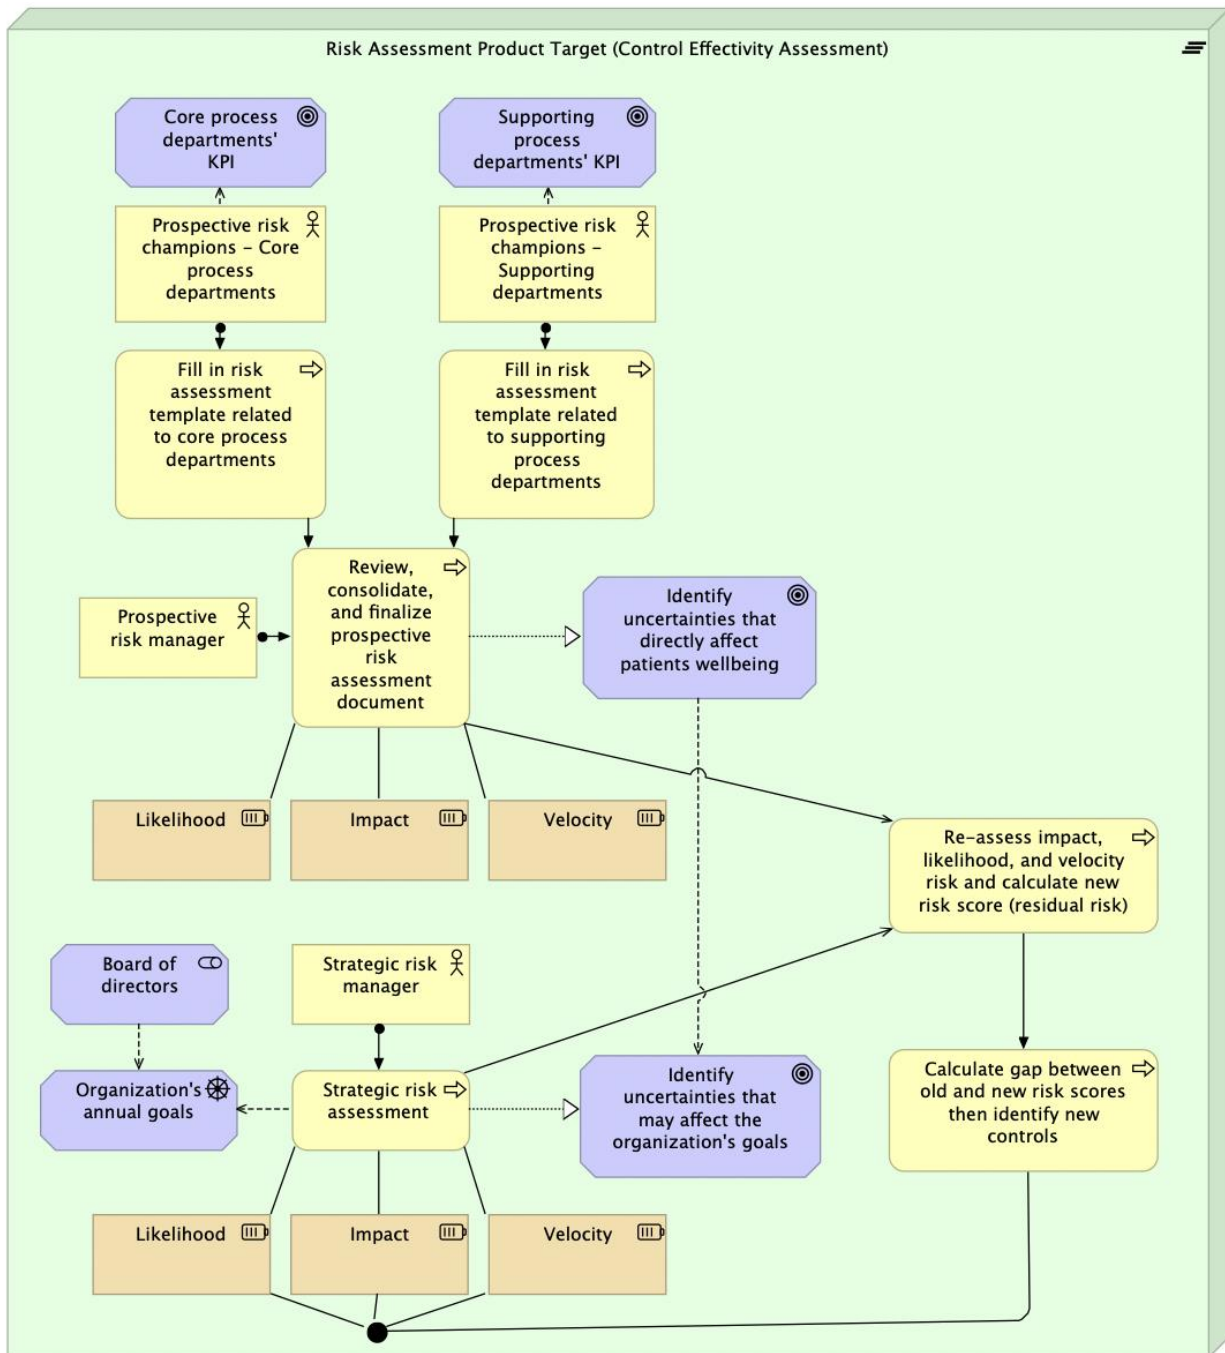 Risk Assessment Product Target (Control Effectivity Assessment)
Core process
departments'
KPI
Supporting
process
departments' KPI
Prospective risk
champions – Core
process
departments
Prospective risk
champions –
Supporting
departments
Fill in risk
assessment
template related
to core process
departments
Fill in risk
assessment
template related
to supporting
process
departments
Review,
consolidate,
and finalize
prospective
risk
assessment
document
Prospective
risk manager
Identify
uncertainties that
directly affect
patients wellbeing
Likelihood
Impact
Velocity
Re-assess impact,
likelihood, and velocity
risk and calculate new
risk score (residual risk)
Board of
directors
Strategic risk
manager
Organization's
annual goals
Strategic risk
assessment
Identify
uncertainties that
may affect the
organization's goals
Calculate gap between
old and new risk scores
then identify new
controls
Likelihood
Impact
Velocity